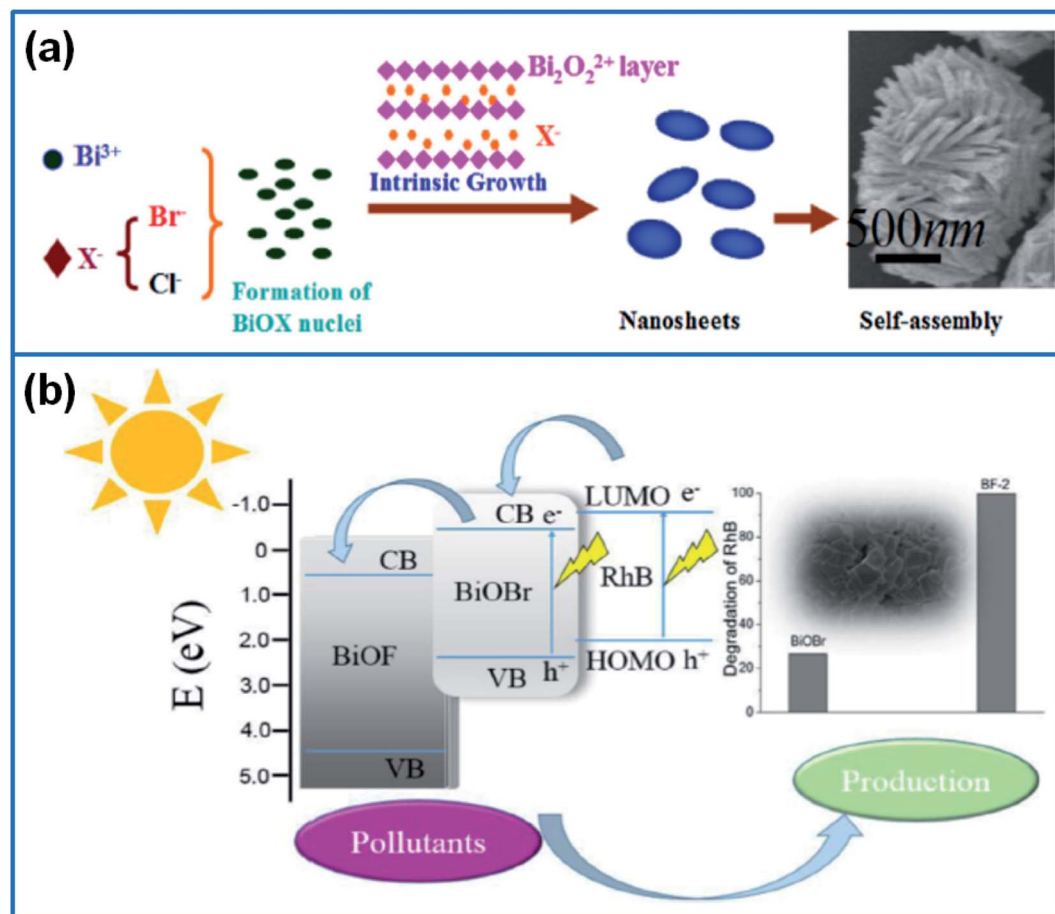 (a)
Bi³⁺
X⁻
Br⁻
Cl⁻
Formation of
BiOX nuclei
Bi₂O₂²⁺ layer
X⁻
Intrinsic Growth
Nanosheets
500nm
Self-assembly
(b)
E (eV)
-1.0
0
1.0
2.0
3.0
4.0
5.0
CB
BiOF
VB
CB e⁻
BiOBr
VB h⁺
LUMO e⁻
RhB
HOMO h⁺
Degradation of RhB
100
80
60
40
20
0
BiOBr
BF-2
Pollutants
Production